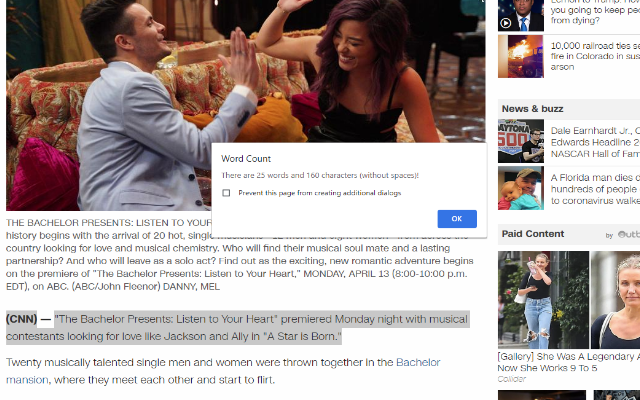 Lemon to Trump: How
you going to keep peo
from dying?
10,000 railroad ties se
fire in Colorado in sus
arson
News & buzz
Dale Earnhardt Jr., C
Edwards Headline 2
NASCAR Hall of Fam
DAYTONA
500
A Florida man dies c
hundreds of people
to coronavirus walke
Paid Content
by Outb
[Gallery] She Was A Legendary A
Now She Works 9 To 5
Collider
Word Count
There are 25 words and 160 characters (without spaces)!
Prevent this page from creating additional dialogs
OK
THE BACHELOR PRESENTS: LISTEN TO YOUR
history begins with the arrival of 20 hot, single
country looking for love and musical chemistry. Who will find their musical soul mate and a lasting
partnership? And who will leave as a solo act? Find out as the exciting, new romantic adventure begins
on the premiere of "The Bachelor Presents: Listen to Your Heart," MONDAY, APRIL 13 (8:00-10:00 p.m.
EDT), on ABC. (ABC/John Fleenor) DANNY, MEL
(CNN) — "The Bachelor Presents: Listen to Your Heart" premiered Monday night with musical
contestants looking for love like Jackson and Ally in "A Star is Born."
Twenty musically talented single men and women were thrown together in the Bachelor
mansion, where they meet each other and start to flirt.